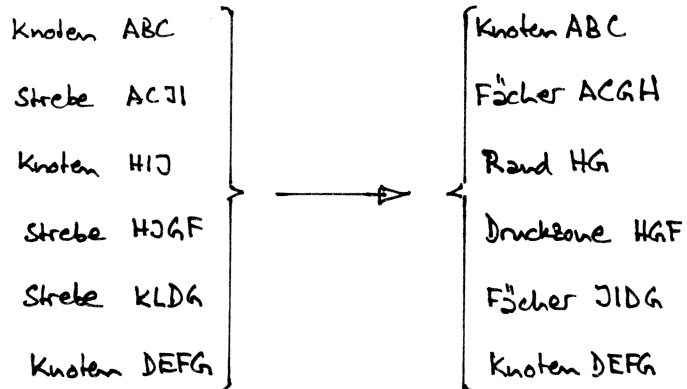 Knoten ABC
Strebe ACJI
Knoten HIJ
Strebe HJGF
Strebe KLDG
Knoten DEFG
Knoten ABC
Fächer ACGH
Rand HG
Druckzone HGF
Fächer JIDG
Knoten DEFG